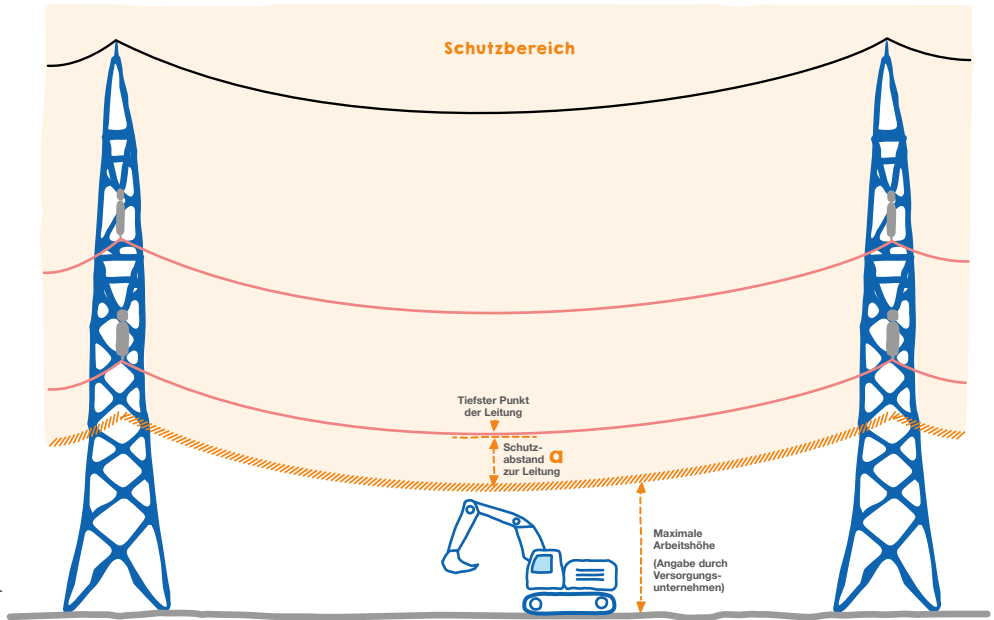 Schutzbereich
Tiefster Punkt
der Leitung
Schutz-
abstand a
zur Leitung
Maximale
Arbeitshöhe
(Angabe durch
Versorgungs-
unternehmen)